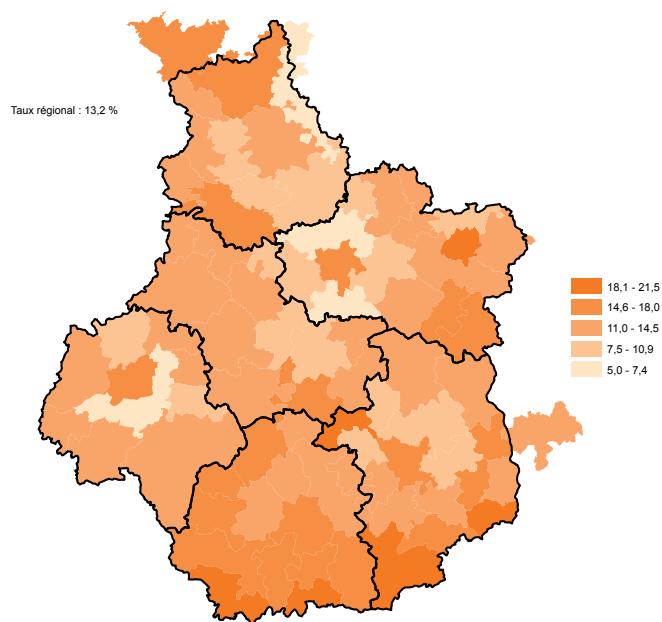 Taux régional : 13,2 %
18,1 - 21,5
14,6 - 18,0
11,0 - 14,5
7,5 - 10,9
5,0 - 7,4